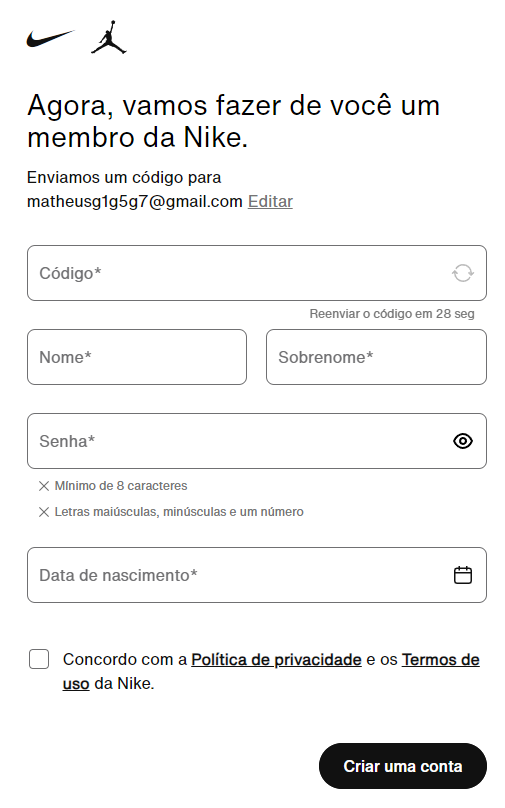 Agora, vamos fazer de você um
membro da Nike.
Enviamos um código para
matheusg1g5g7@gmail.com Editar
Código*
Reenviar o código em 28 seg
Nome*
Sobrenome*
Senha*
Mínimo de 8 caracteres
Letras maiúsculas, minúsculas e um número
Data de nascimento*
Concordo com a Política de privacidade e os Termos de
uso da Nike.
Criar uma conta